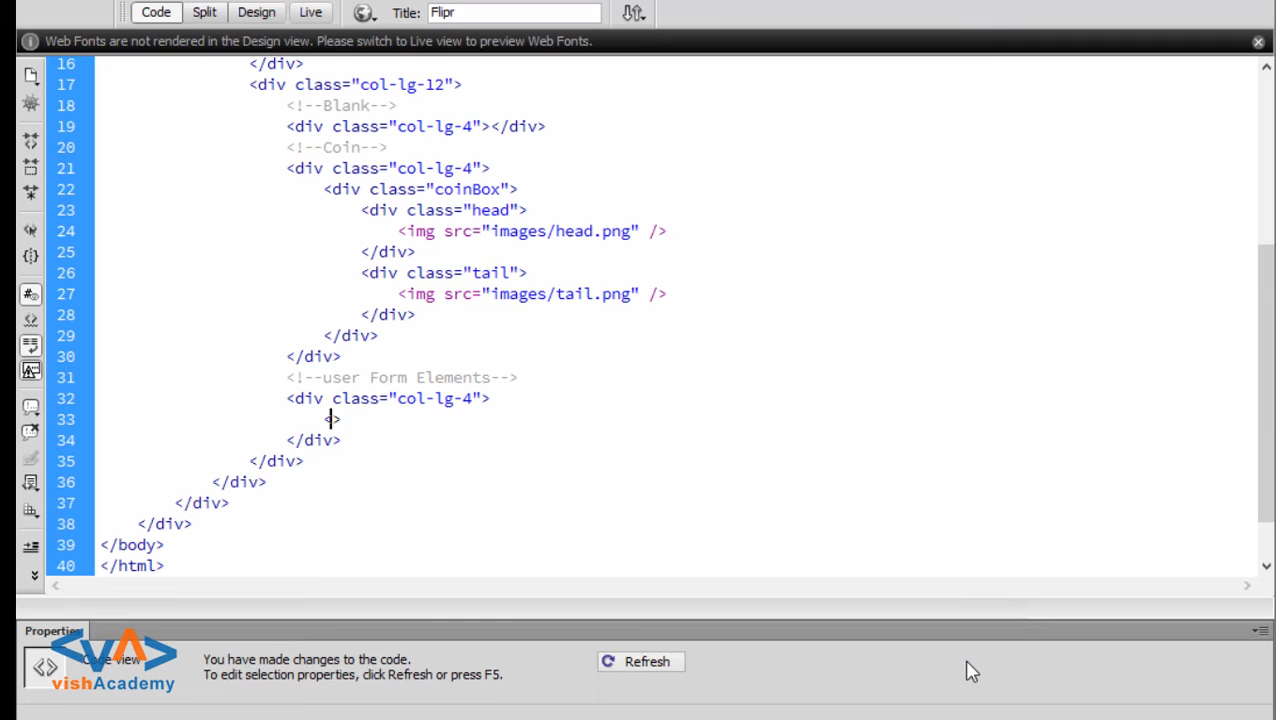 Code Split Design Live Title: Flipr
Web Fonts are not rendered in the Design view. Please switch to Live view to preview Web Fonts.
16 </div>
17 <div class="col-lg-12">
18 <!--Blank-->
19 <div class="col-lg-4"></div>
20 <!--Coin-->
21 <div class="col-lg-4">
22 <div class="coinBox">
23 <div class="head">
24 <img src="images/head.png" />
25 </div>
26 <div class="tail">
27 <img src="images/tail.png" />
28 </div>
29 </div>
30 </div>
31 <!--user Form Elements-->
32 <div class="col-lg-4">
33 <>
34 </div>
35 </div>
36 </div>
37 </div>
38 </div>
39 </body>
40 </html>
Properties
Code view
You have made changes to the code.
To edit selection properties, click Refresh or press F5.
Refresh
vishAcademy